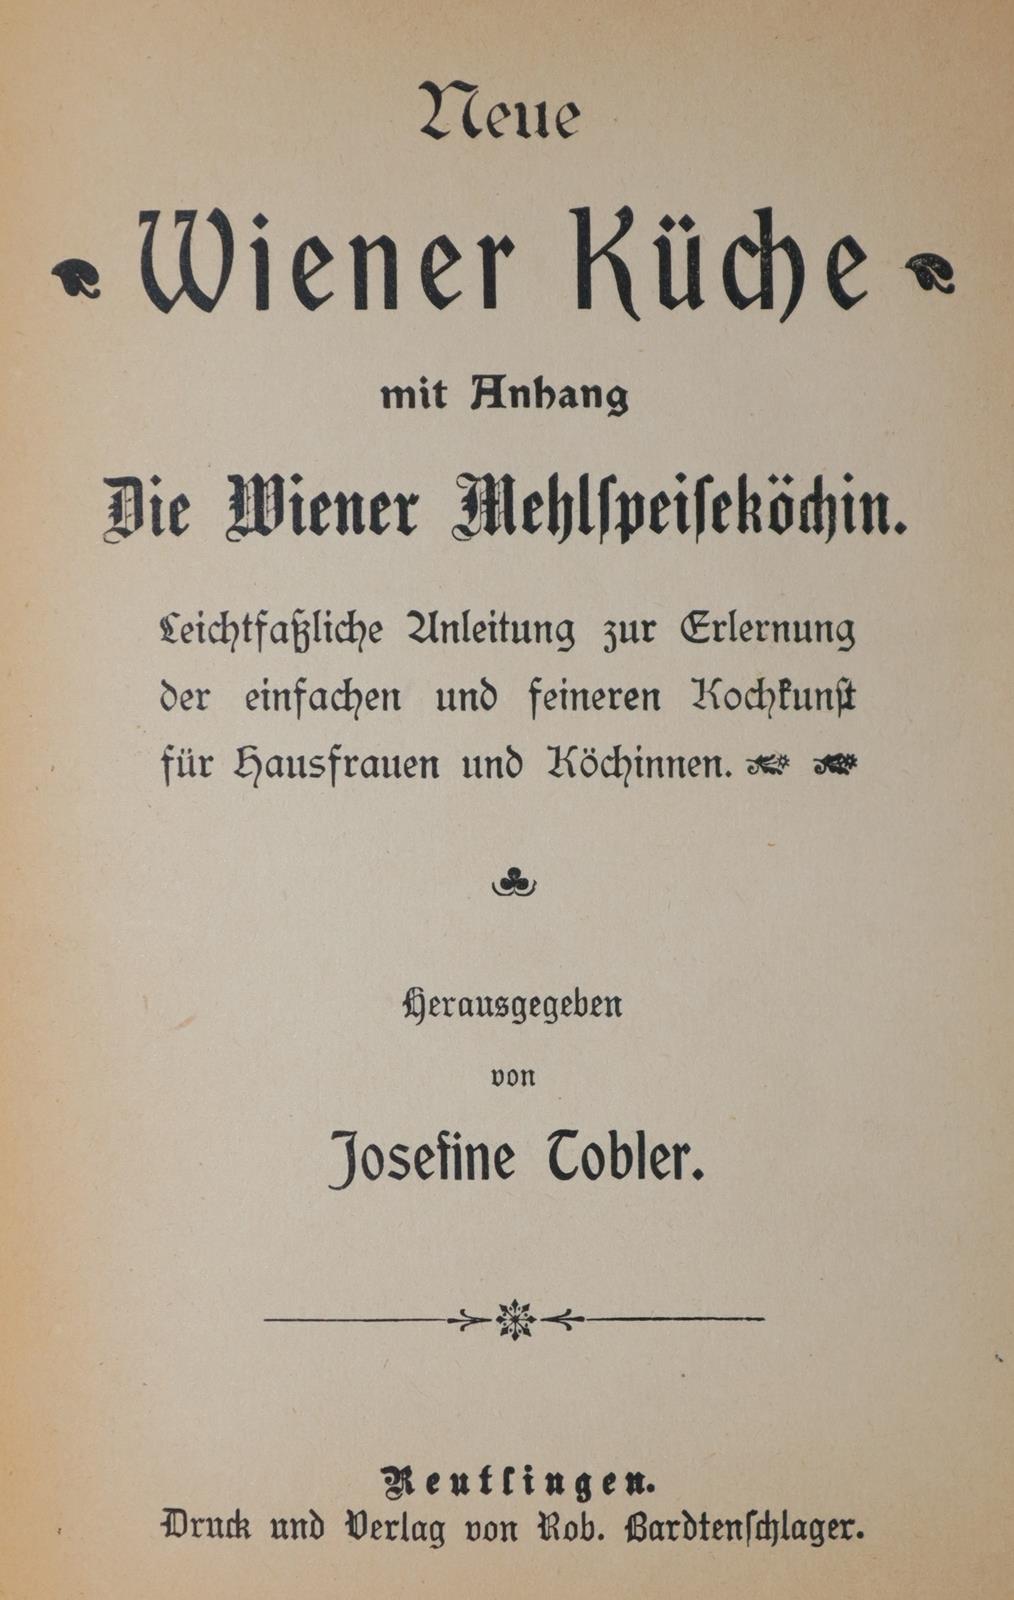 Neue
Wiener Küche
mit Anhang
Die Wiener Mehlſpeiſeköchin.
Leichtfaßliche Anleitung zur Erlernung
der einfachen und feineren Kochkunſt
für Hausfrauen und Köchinnen.
Herausgegeben
von
Josefine Tobler.
Reutlingen.
Druck und Verlag von Rob. Bardtenſchlager.